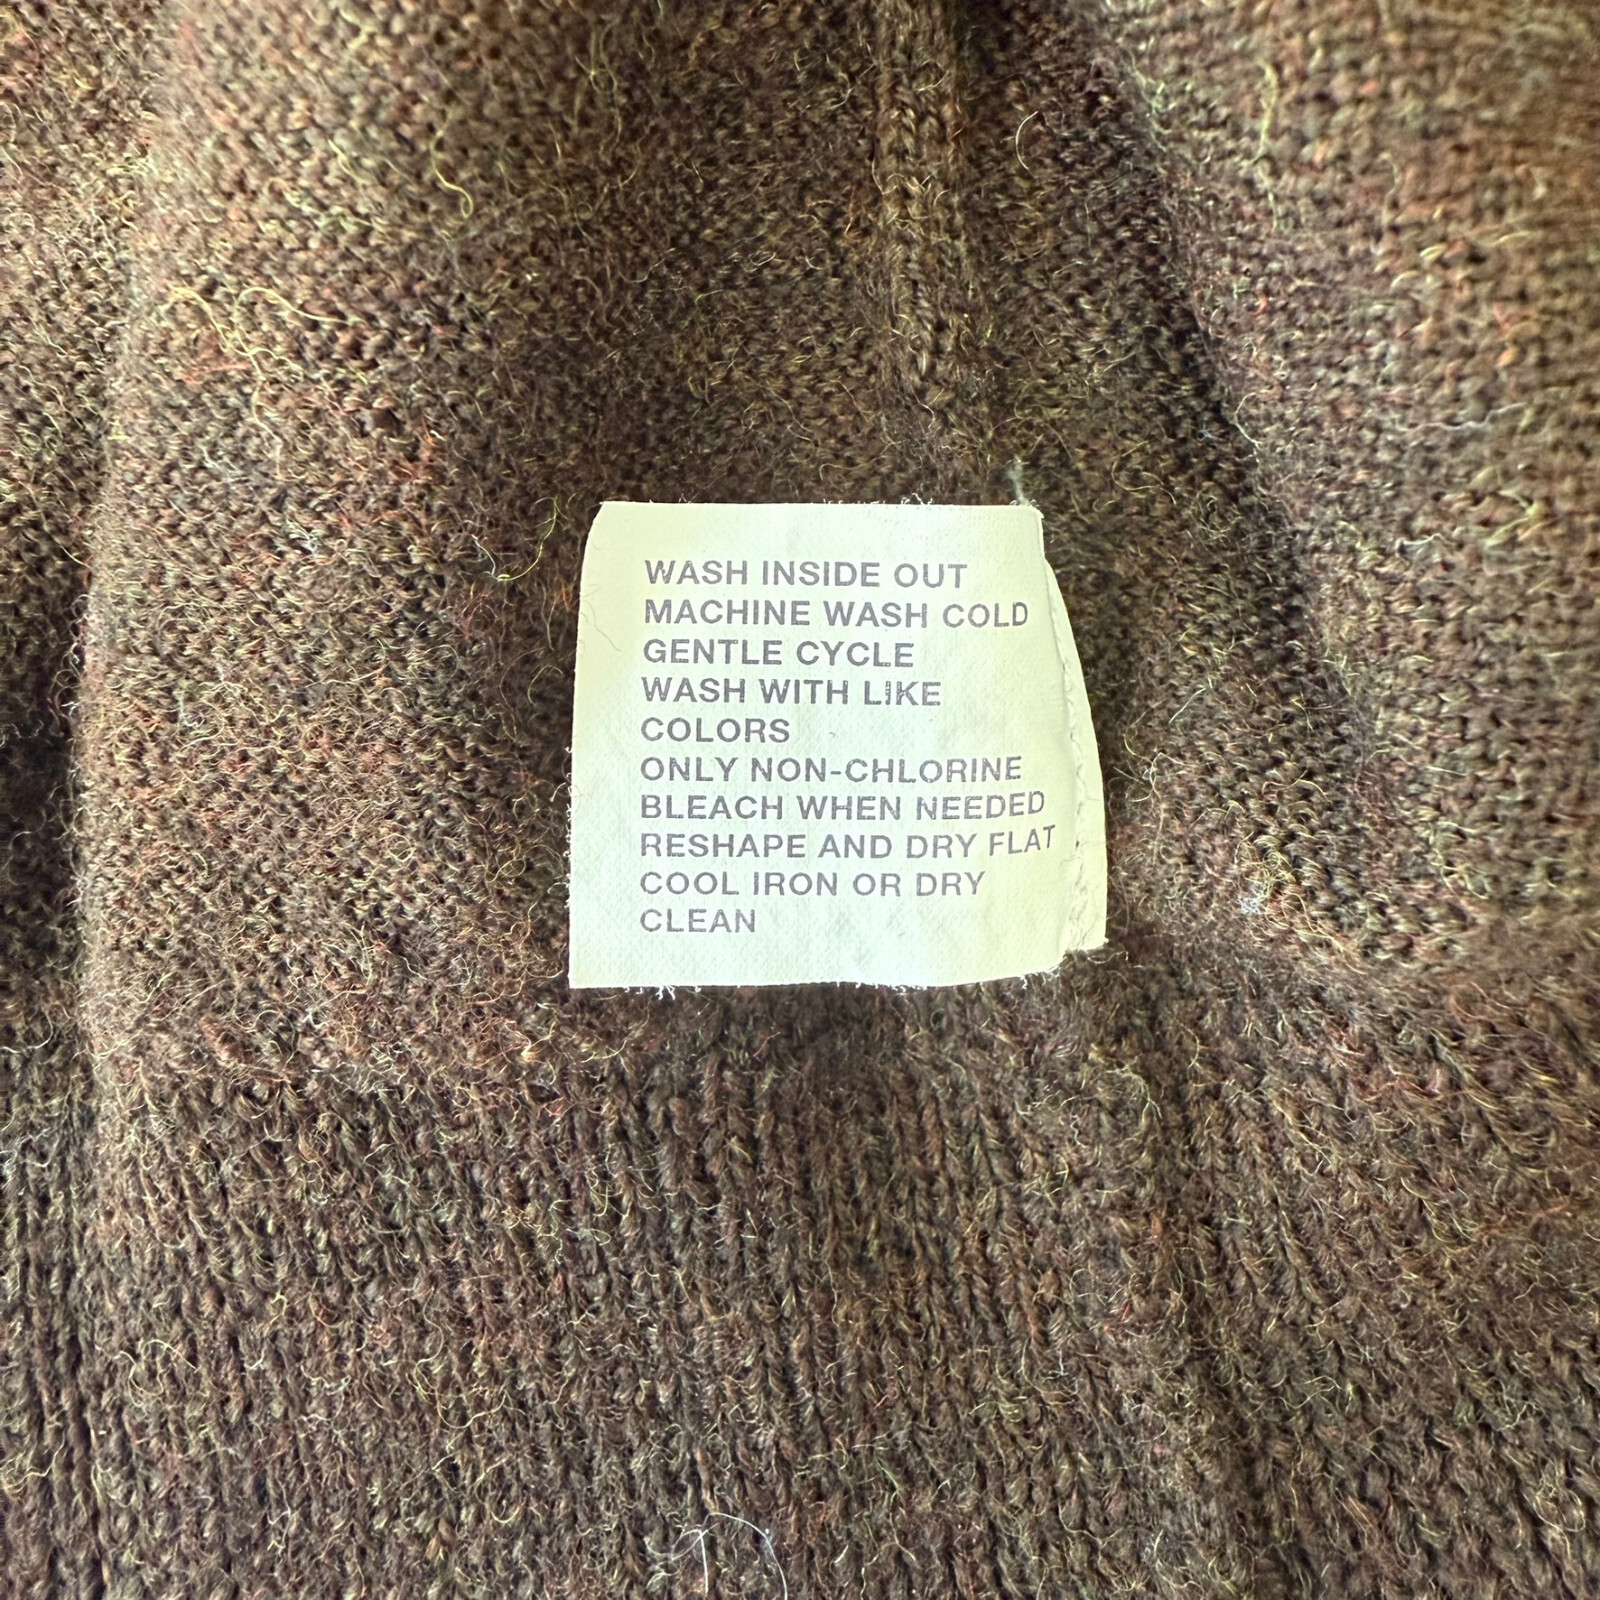 WASH INSIDE OUT
MACHINE WASH COLD
GENTLE CYCLE
WASH WITH LIKE
COLORS
ONLY NON-CHLORINE
BLEACH WHEN NEEDED
RESHAPE AND DRY FLAT
COOL IRON OR DRY
CLEAN